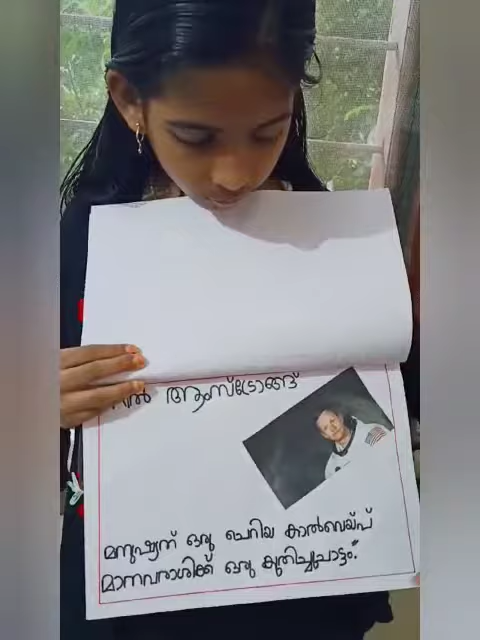 നീൽ ആംസ്ട്രോങ്ങ്
മനുഷ്യന് ഒരു ചെറിയ കാൽവെയ്പ്
മാനവരാശിക്ക് ഒരു കുതിച്ചുചാട്ടം.